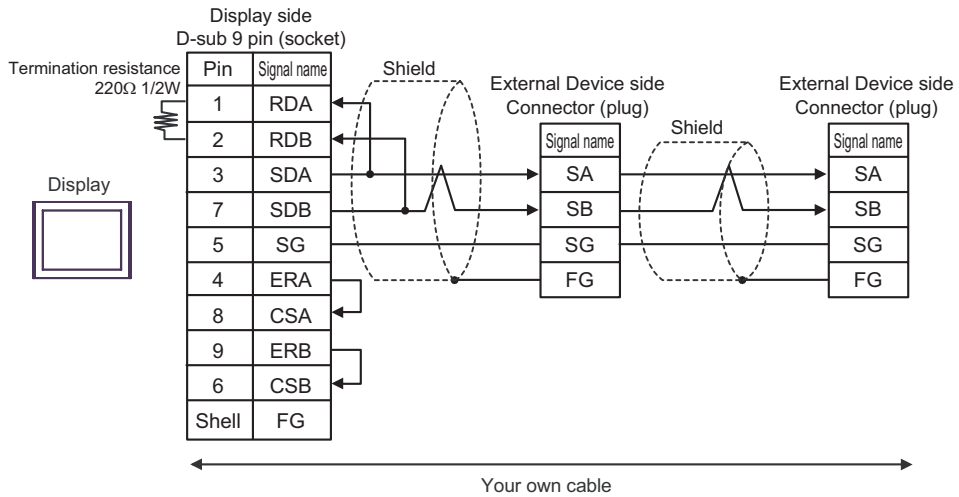 Display side
D-sub 9 pin (socket)
Termination resistance
220Ω 1/2W
Pin Signal name
1 RDA
2 RDB
3 SDA
7 SDB
5 SG
4 ERA
8 CSA
9 ERB
6 CSB
Shell FG
Display
Shield
External Device side
Connector (plug)
Signal name
SA
SB
SG
FG
Shield
External Device side
Connector (plug)
Signal name
SA
SB
SG
FG
Your own cable